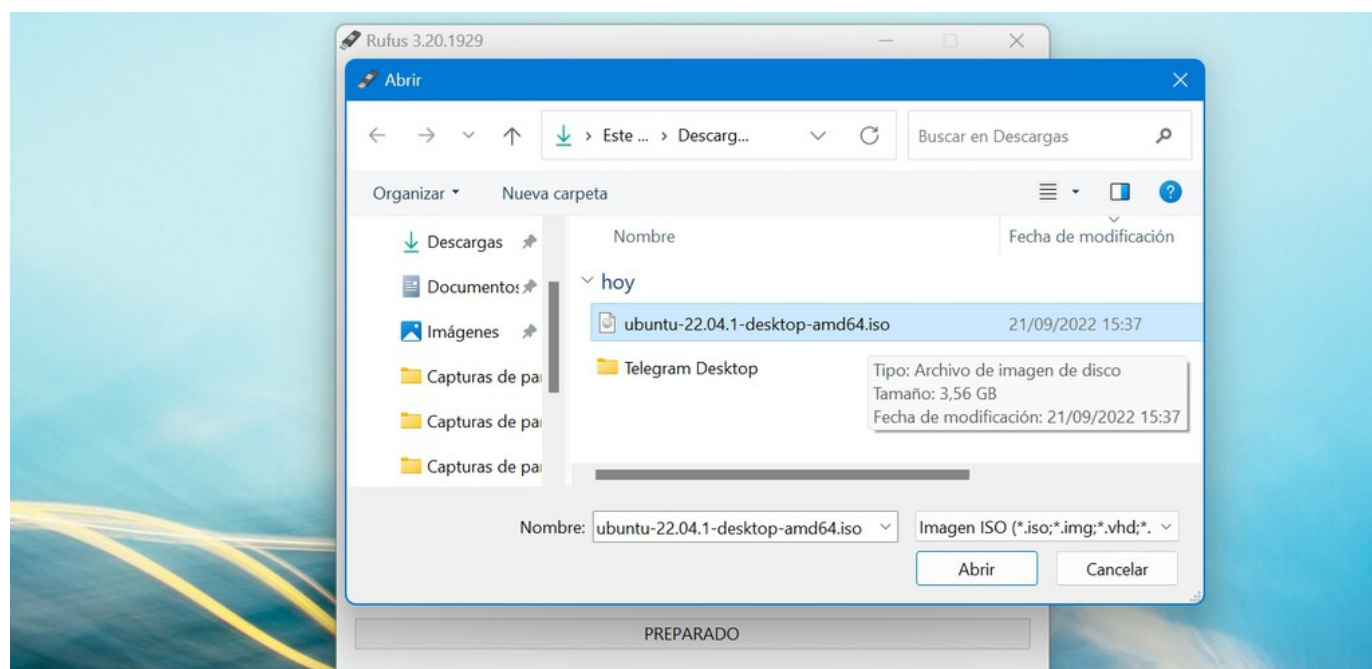 Rufus 3.20.1929
Abrir
Este ... > Descarg...
Buscar en Descargas
Organizar
Nueva carpeta
Nombre
Fecha de modificación
Descargas
hoy
Documentos
ubuntu-22.04.1-desktop-amd64.iso
21/09/2022 15:37
Imágenes
Telegram Desktop
Tipo: Archivo de imagen de disco
Capturas de pa
Tamaño: 3,56 GB
Fecha de modificación: 21/09/2022 15:37
Capturas de pa
Capturas de pa
Nombre: ubuntu-22.04.1-desktop-amd64.iso
Imagen ISO (*.iso;*.img;*.vhd;*.
Abrir
Cancelar
PREPARADO